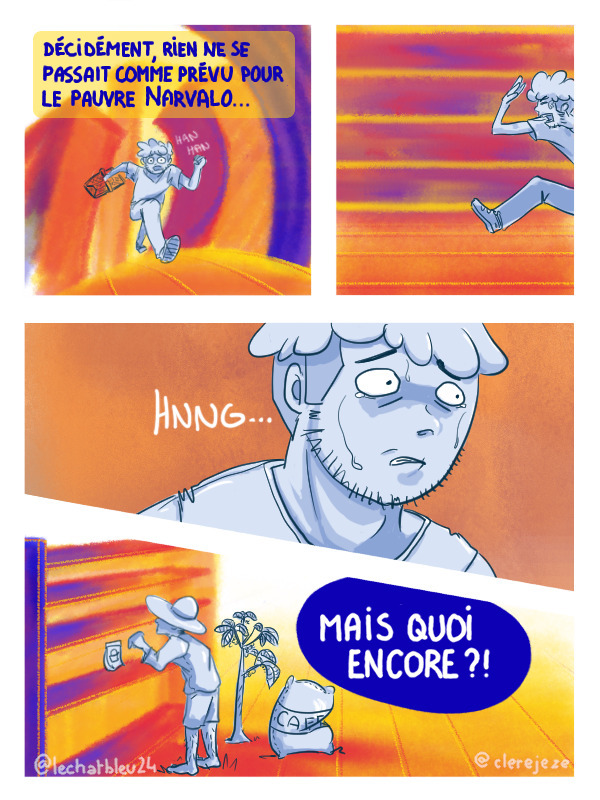 DÉCIDÉMENT, RIEN NE SE
PASSAIT COMME PRÉVU POUR
LE PAUVRE NARVALO...
HAN
HAN
HNNG...
MAIS QUOI
ENCORE?!
CAFE
@lechatbleu24
@clerejeze